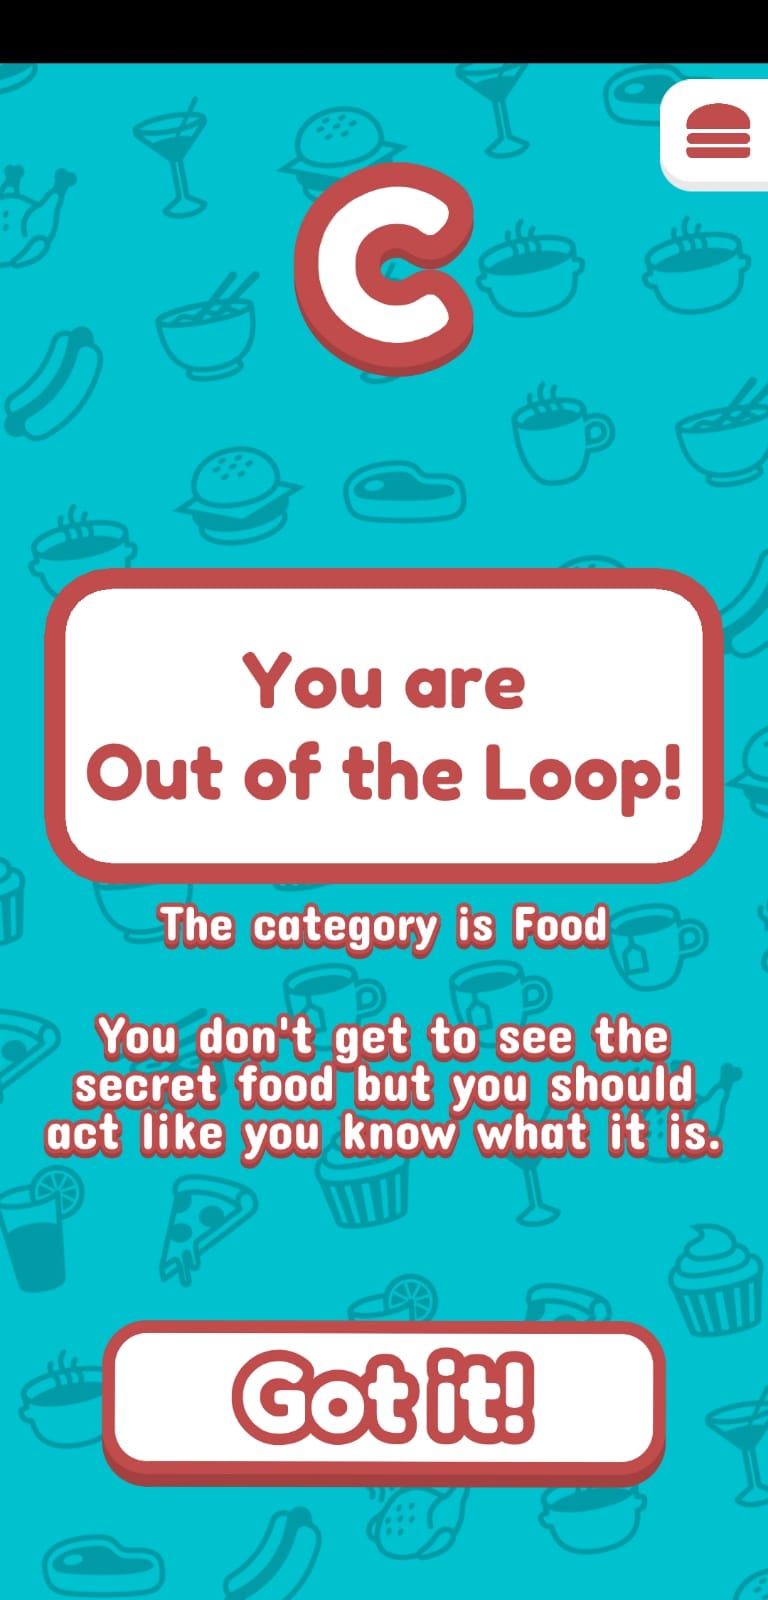 C
You are
Out of the Loop!
The category is Food
You don't get to see the
secret food but you should
act like you know what it is.
Got it!